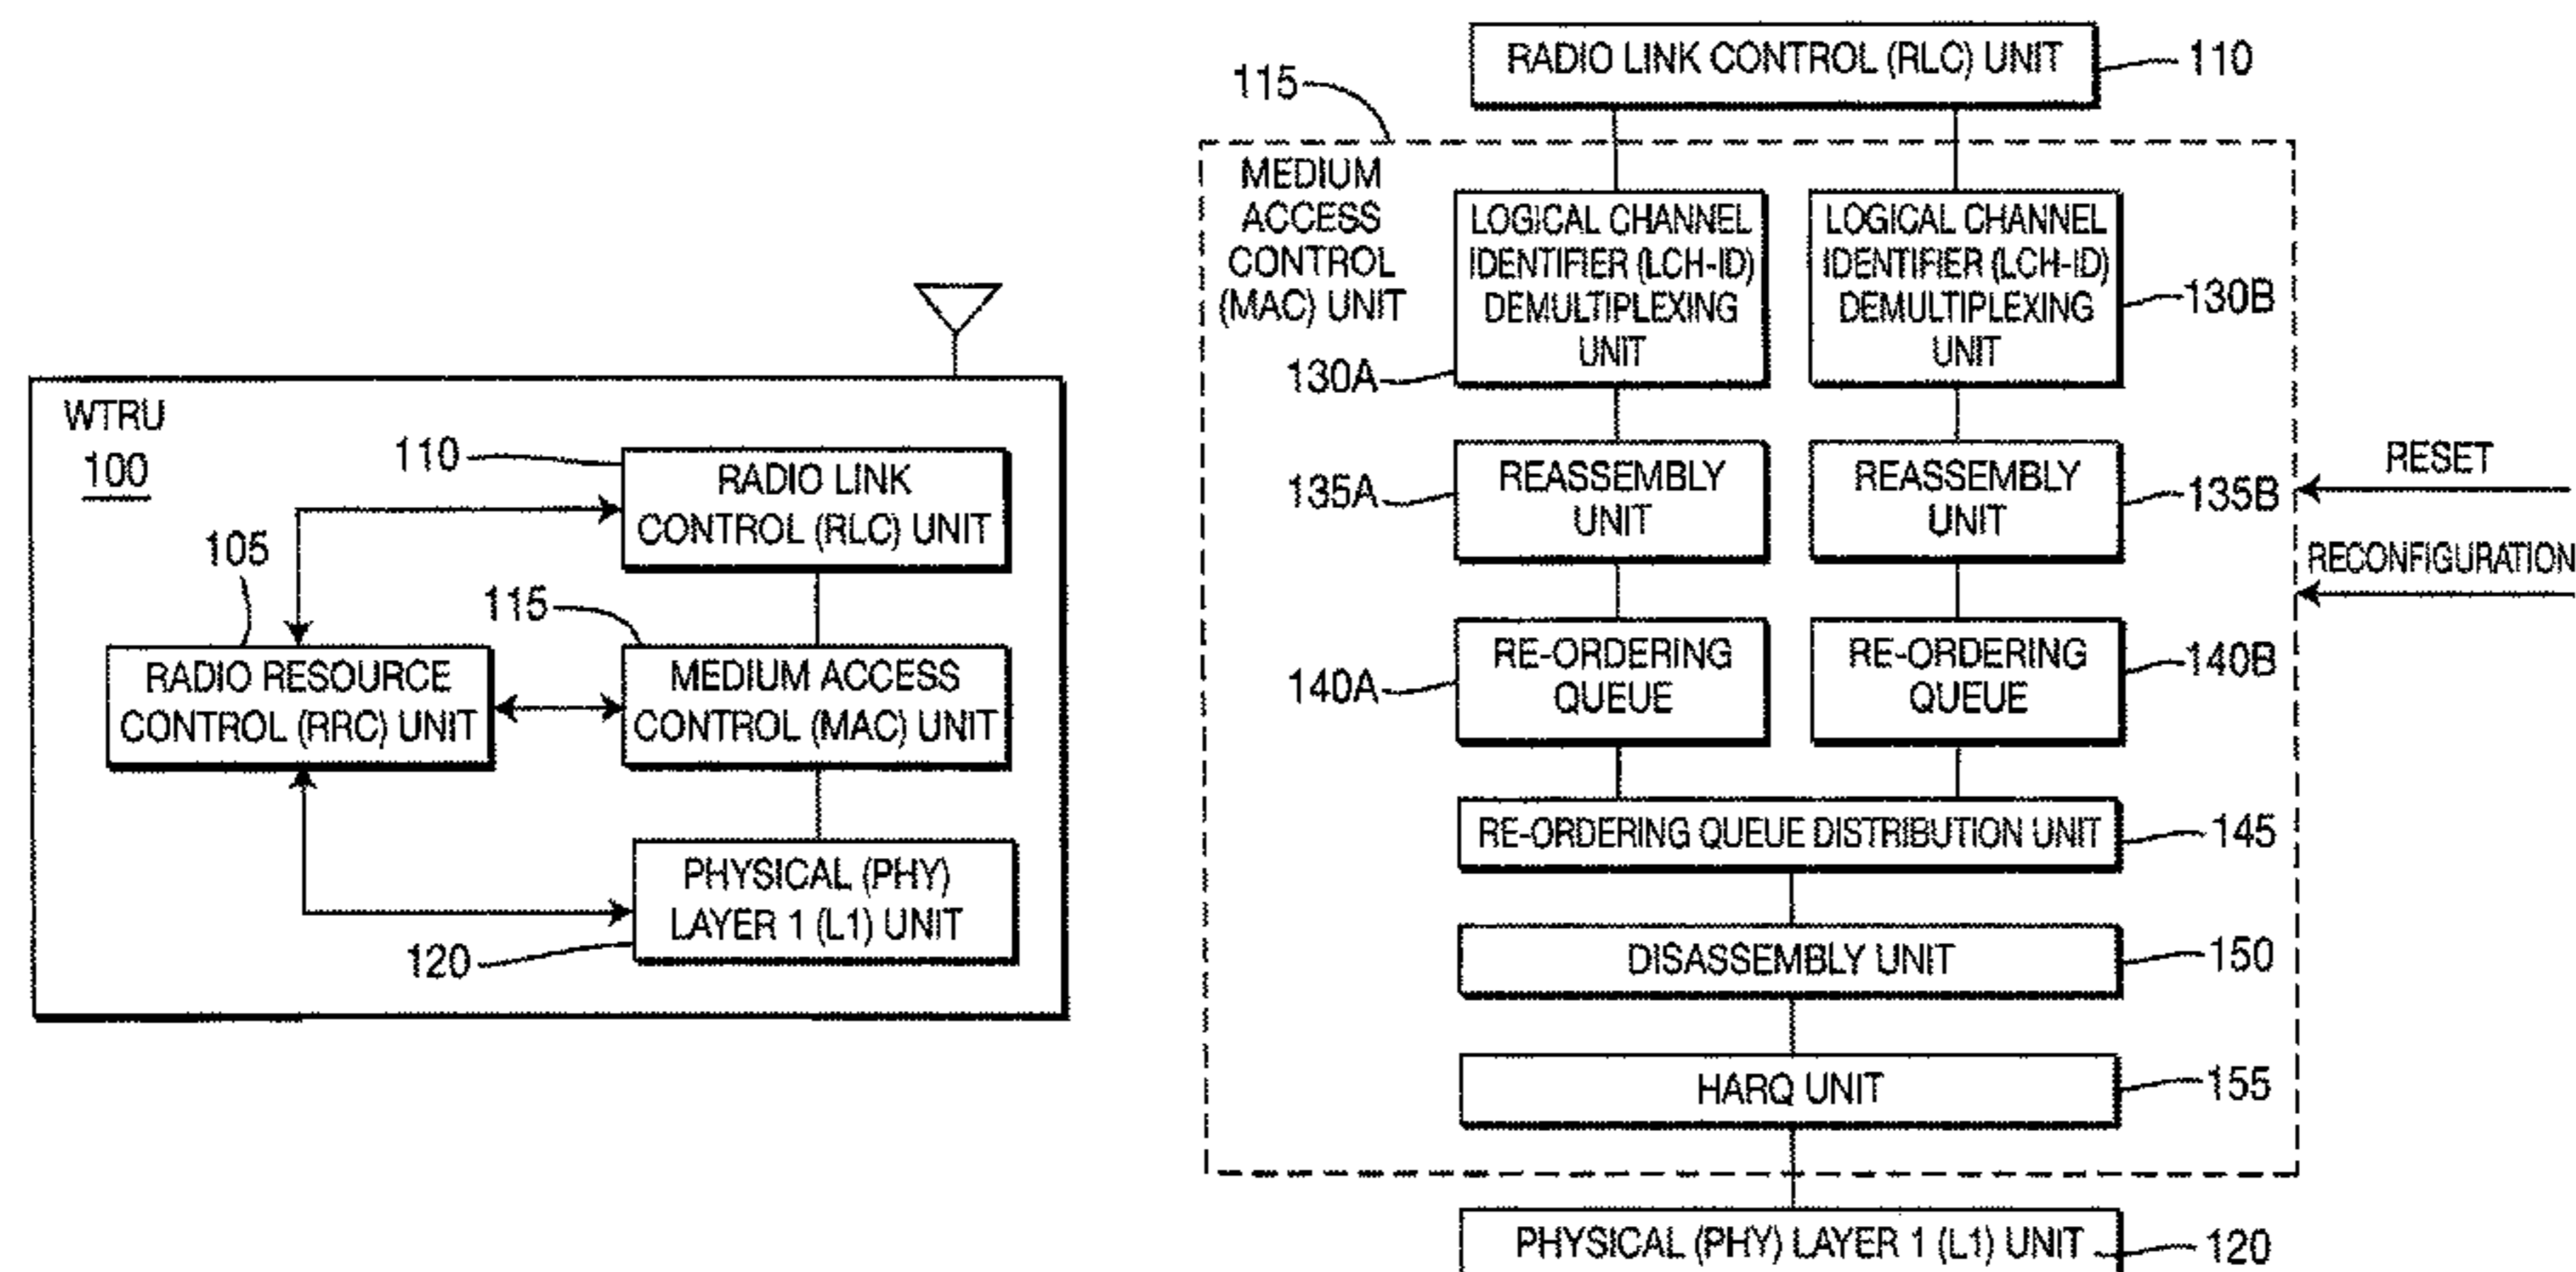 WTRU
100
110
RADIO LINK
CONTROL (RLC) UNIT
105
115
RADIO RESOURCE
CONTROL (RRC) UNIT
MEDIUM ACCESS
CONTROL (MAC) UNIT
PHYSICAL (PHY)
LAYER 1 (L1) UNIT
120
RADIO LINK CONTROL (RLC) UNIT
110
115
MEDIUM
ACCESS
CONTROL
(MAC) UNIT
LOGICAL CHANNEL
IDENTIFIER (LCH-ID)
DEMULTIPLEXING
UNIT
130A
LOGICAL CHANNEL
IDENTIFIER (LCH-ID)
DEMULTIPLEXING
UNIT
130B
135A
REASSEMBLY
UNIT
REASSEMBLY
UNIT
135B
RESET
RECONFIGURATION
140A
RE-ORDERING
QUEUE
RE-ORDERING
QUEUE
140B
RE-ORDERING QUEUE DISTRIBUTION UNIT
145
DISASSEMBLY UNIT
150
HARQ UNIT
155
PHYSICAL (PHY) LAYER 1 (L1) UNIT
120